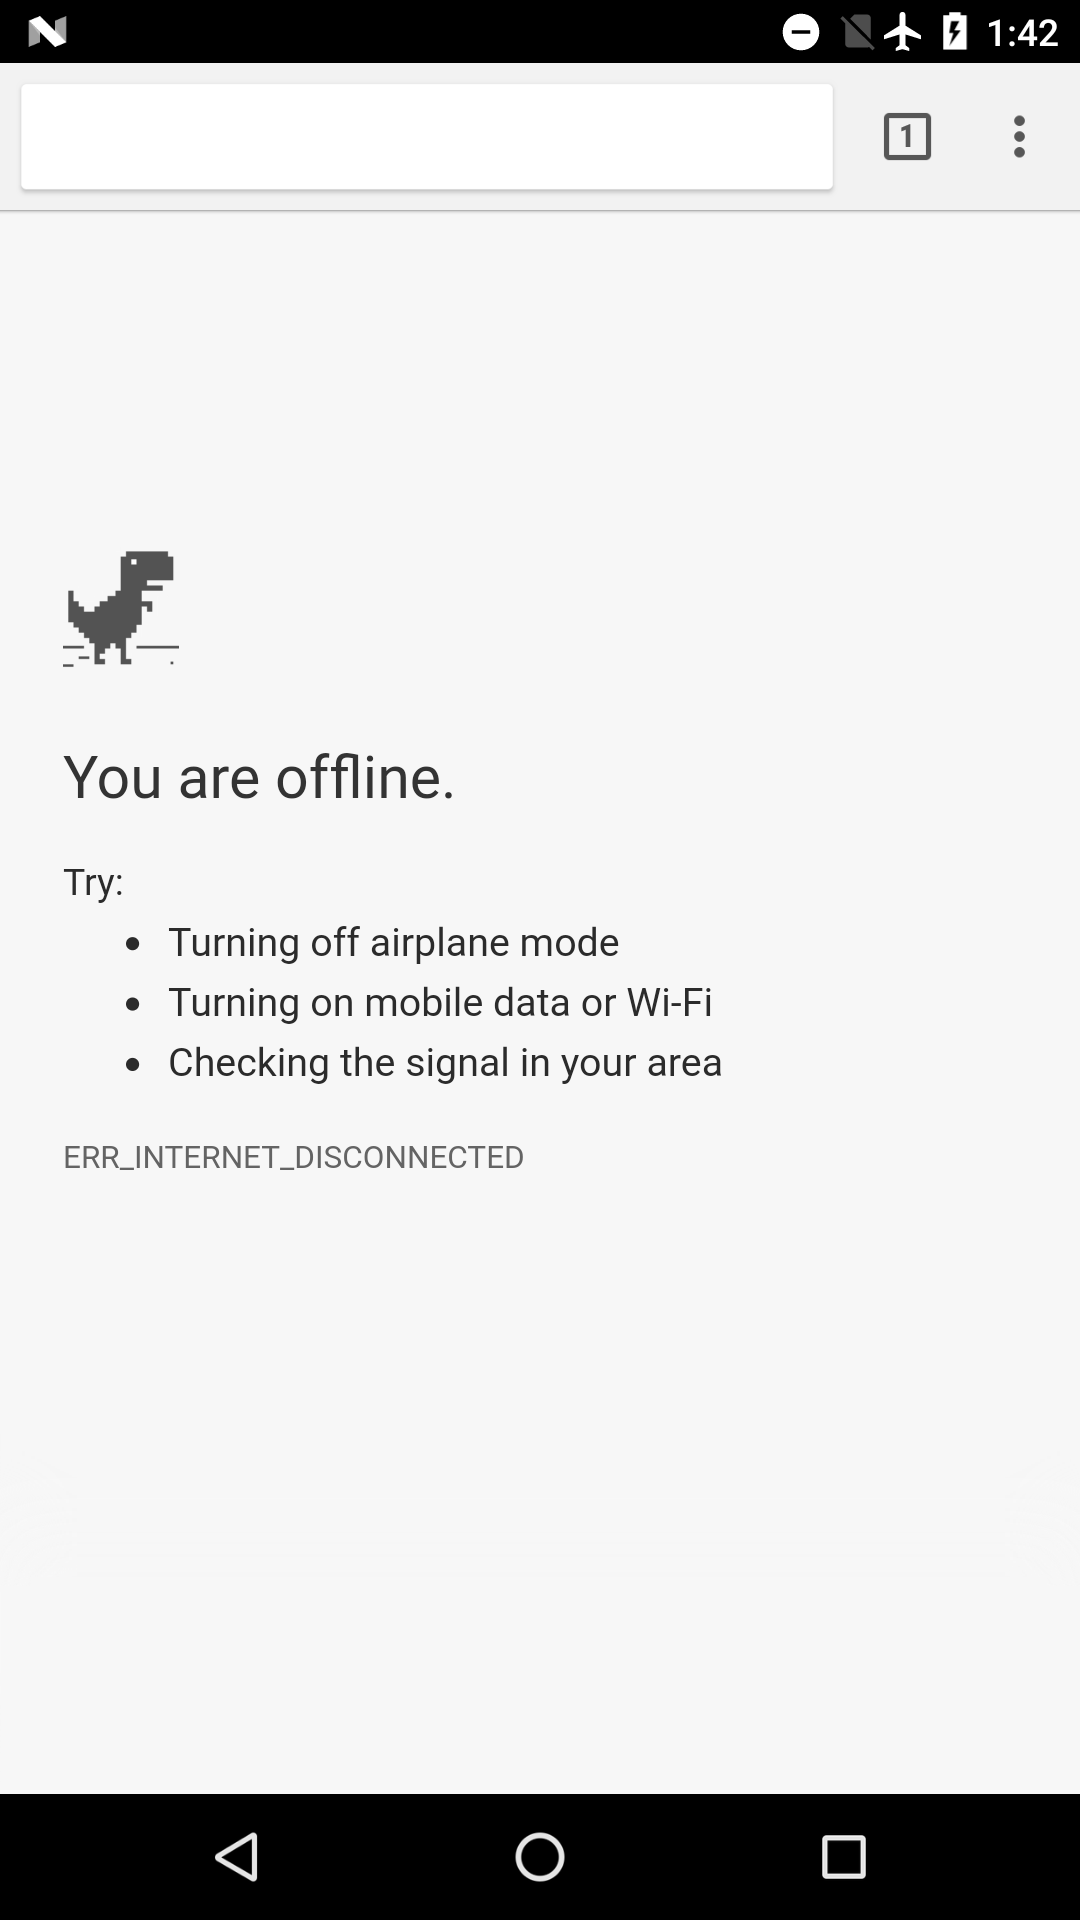 1:42
1
You are offline.
Try:
Turning off airplane mode
Turning on mobile data or Wi-Fi
Checking the signal in your area
ERR_INTERNET_DISCONNECTED